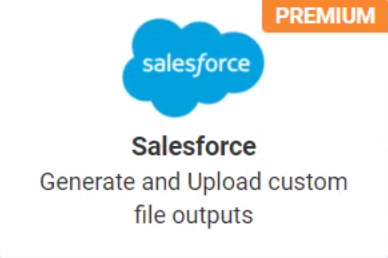 PREMIUM
salesforce
Salesforce
Generate and Upload custom
file outputs